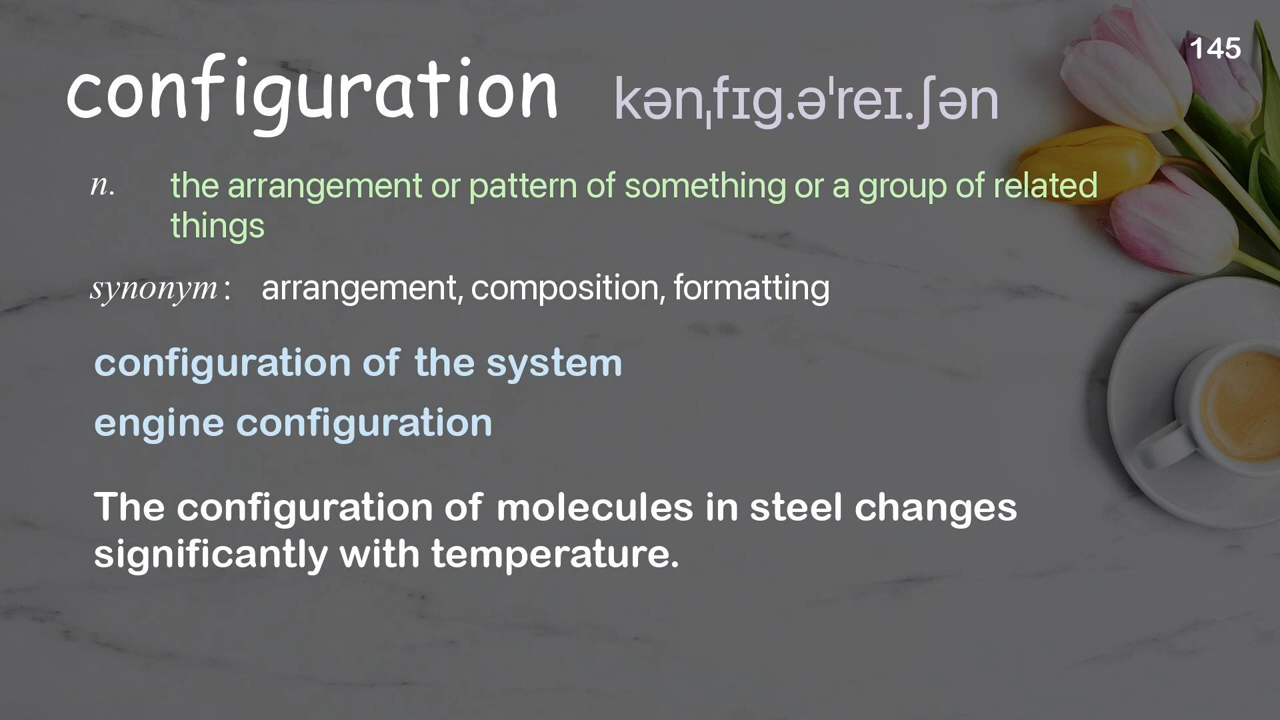 145
configuration kənˌfɪg.əˈreɪ.ʃən
n. the arrangement or pattern of something or a group of related
things
synonym: arrangement, composition, formatting
configuration of the system
engine configuration
The configuration of molecules in steel changes
significantly with temperature.